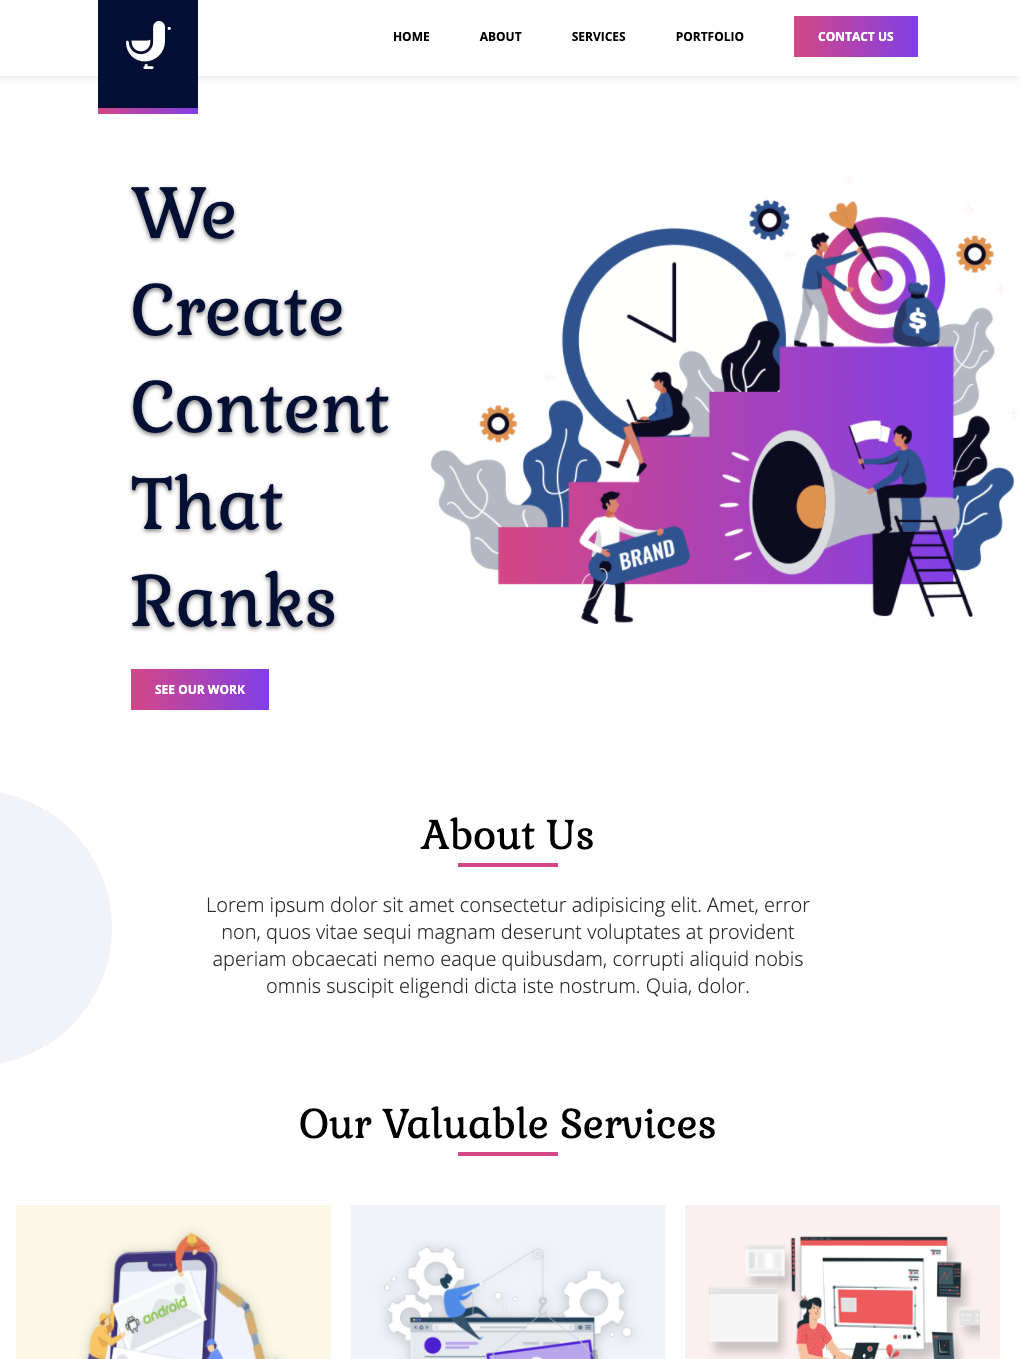 HOME ABOUT SERVICES PORTFOLIO CONTACT US
We
Create
Content
That
Ranks
$
BRAND
SEE OUR WORK
About Us
Lorem ipsum dolor sit amet consectetur adipisicing elit. Amet, error
non, quos vitae sequi magnam deserunt voluptates at provident
aperiam obcaecati nemo eaque quibusdam, corrupti aliquid nobis
omnis suscipit eligendi dicta iste nostrum. Quia, dolor.
Our Valuable Services
android